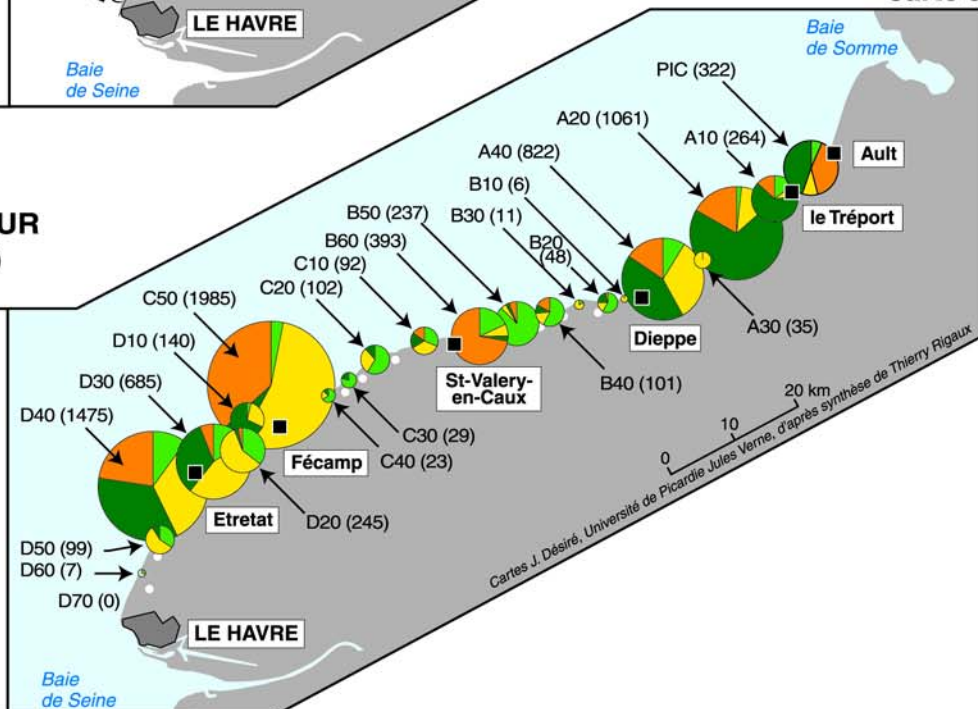 LE HAVRE
Baie
de Seine
Baie
de Somme
PIC (322)
A20 (1061)
A10 (264)
A40 (822)
Ault
B10 (6)
le Tréport
B50 (237)
B30 (11)
UR
B60 (393)
B20
(48)
C10 (92)
C20 (102)
C50 (1985)
D10 (140)
A30 (35)
Dieppe
D30 (685)
St-Valery-
en-Caux
B40 (101)
20 km
10
0
D40 (1475)
C30 (29)
C40 (23)
Fécamp
Etretat
D20 (245)
Cartes J. Désiré, Université de Picardie Jules Verne, d'après synthèse de Thierry Rigaux
D50 (99)
D60 (7)
D70 (0)
LE HAVRE
Baie
de Seine